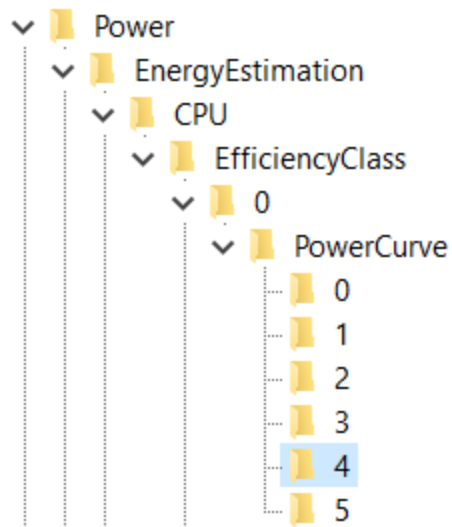 Power
EnergyEstimation
CPU
EfficiencyClass
0
PowerCurve
0
1
2
3
4
5